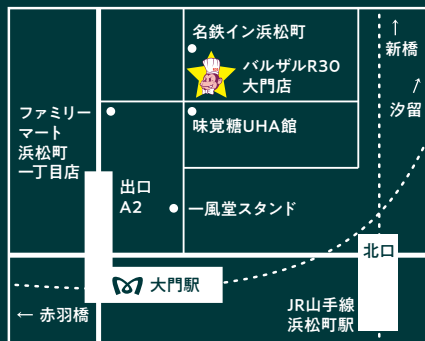 名鉄イン浜松町
↑
新橋
バルザルR30
大門店
↑
汐留
ファミリー
マート
浜松町
一丁目店
味覚糖UHA館
出口
A2
一風堂スタンド
北口
大門駅
← 赤羽橋
JR山手線
浜松町駅